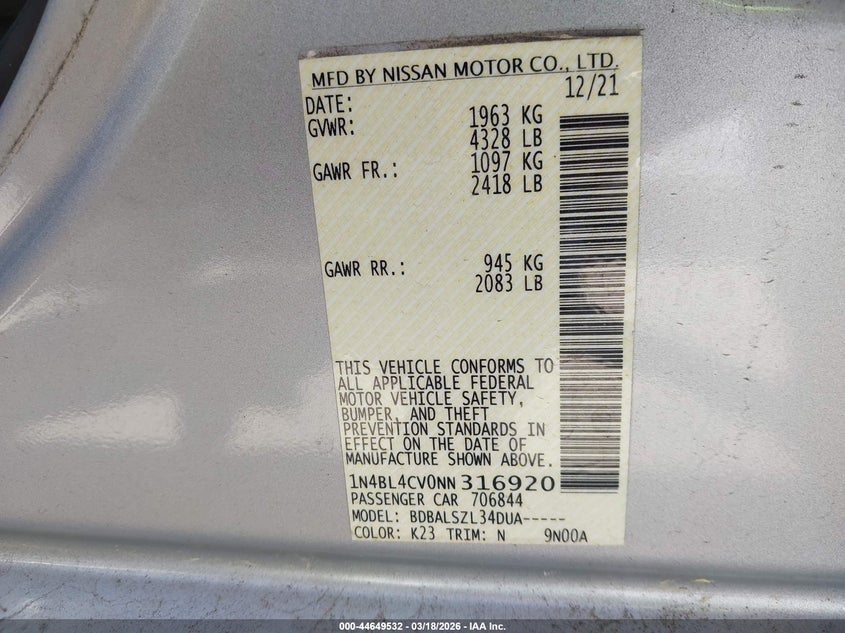 MFD BY NISSAN MOTOR CO., LTD.
DATE: 12/21
GVWR: 1963 KG
4328 LB
GAWR FR.: 1097 KG
2418 LB
GAWR RR.: 945 KG
2083 LB
THIS VEHICLE CONFORMS TO
ALL APPLICABLE FEDERAL
MOTOR VEHICLE SAFETY,
BUMPER, AND THEFT
PREVENTION STANDARDS IN
EFFECT ON THE DATE OF
MANUFACTURE SHOWN ABOVE.
1N4BL4CV0NN316920
PASSENGER CAR 706844
MODEL: BDBALSZL34DUA-----
COLOR: K23 TRIM: N 9N00A
000-44649532 - 03/18/2026 - IAA Inc.